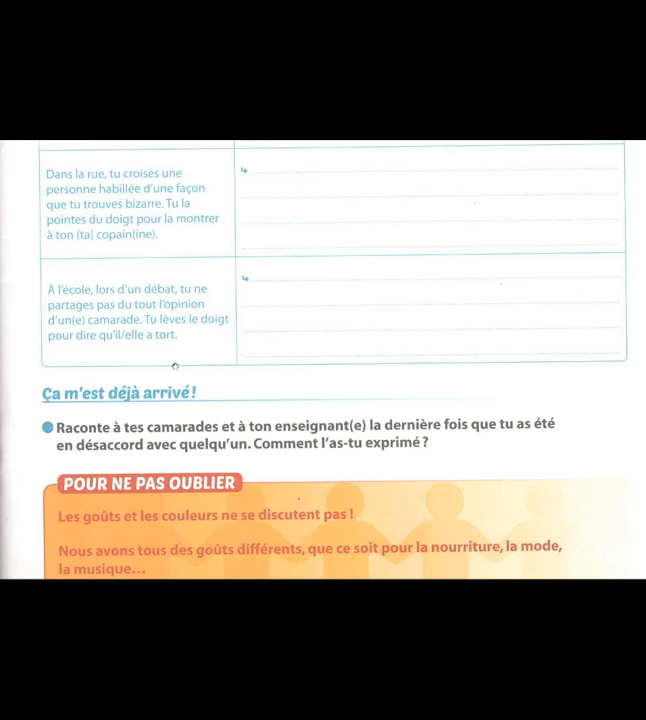 Dans la rue, tu croises une
personne habillée d'une façon
que tu trouves bizarre. Tu la
pointes du doigt pour la montrer
à ton (ta) copain(ine).
À l'école, lors d'un débat, tu ne
partages pas du tout l'opinion
d'un(e) camarade. Tu lèves le doigt
pour dire qu'il/elle a tort.
Ça m'est déjà arrivé !
Raconte à tes camarades et à ton enseignant(e) la dernière fois que tu as été
en désaccord avec quelqu'un. Comment l'as-tu exprimé ?
POUR NE PAS OUBLIER
Les goûts et les couleurs ne se discutent pas !
Nous avons tous des goûts différents, que ce soit pour la nourriture, la mode,
la musique...